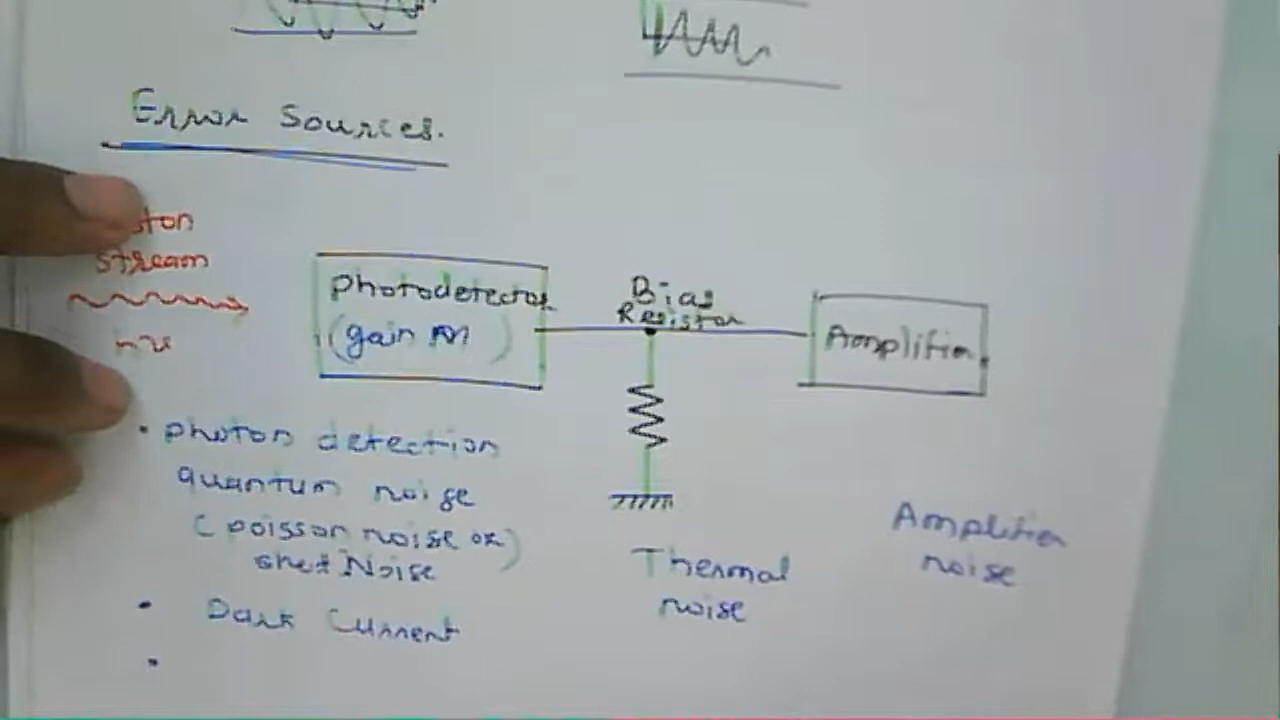 Error Sources.
stream
hν
photodetector
(gain M)
Bias
Resistor
Amplifier
• photon detection
quantum noise
(poisson noise or)
shot Noise
• Dark Current
•
Thermal
noise
Amplifier
noise